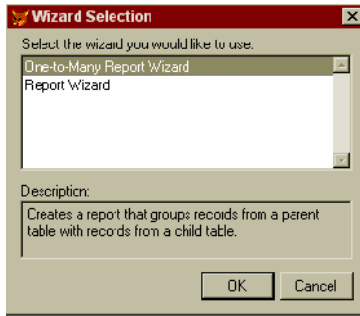 Wizard Selection
Select the wizard you would like to use.
One-to-Many Report Wizard
Report Wizard
Description:
Creates a report that groups records from a parent
table with records from a child table.
OK Cancel